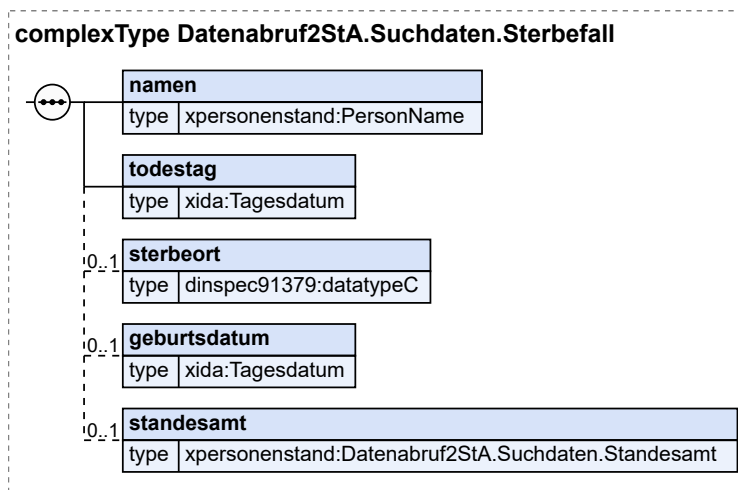 complexType Datenabruf2StA.Suchdaten.Sterbefall
namen
type xpersonenstand:PersonName
todestag
type xida:Tagesdatum
0..1 sterbeort
type dinspec91379:datatypeC
0..1 geburtsdatum
type xida:Tagesdatum
0..1 standesamt
type xpersonenstand:Datenabruf2StA.Suchdaten.Standesamt